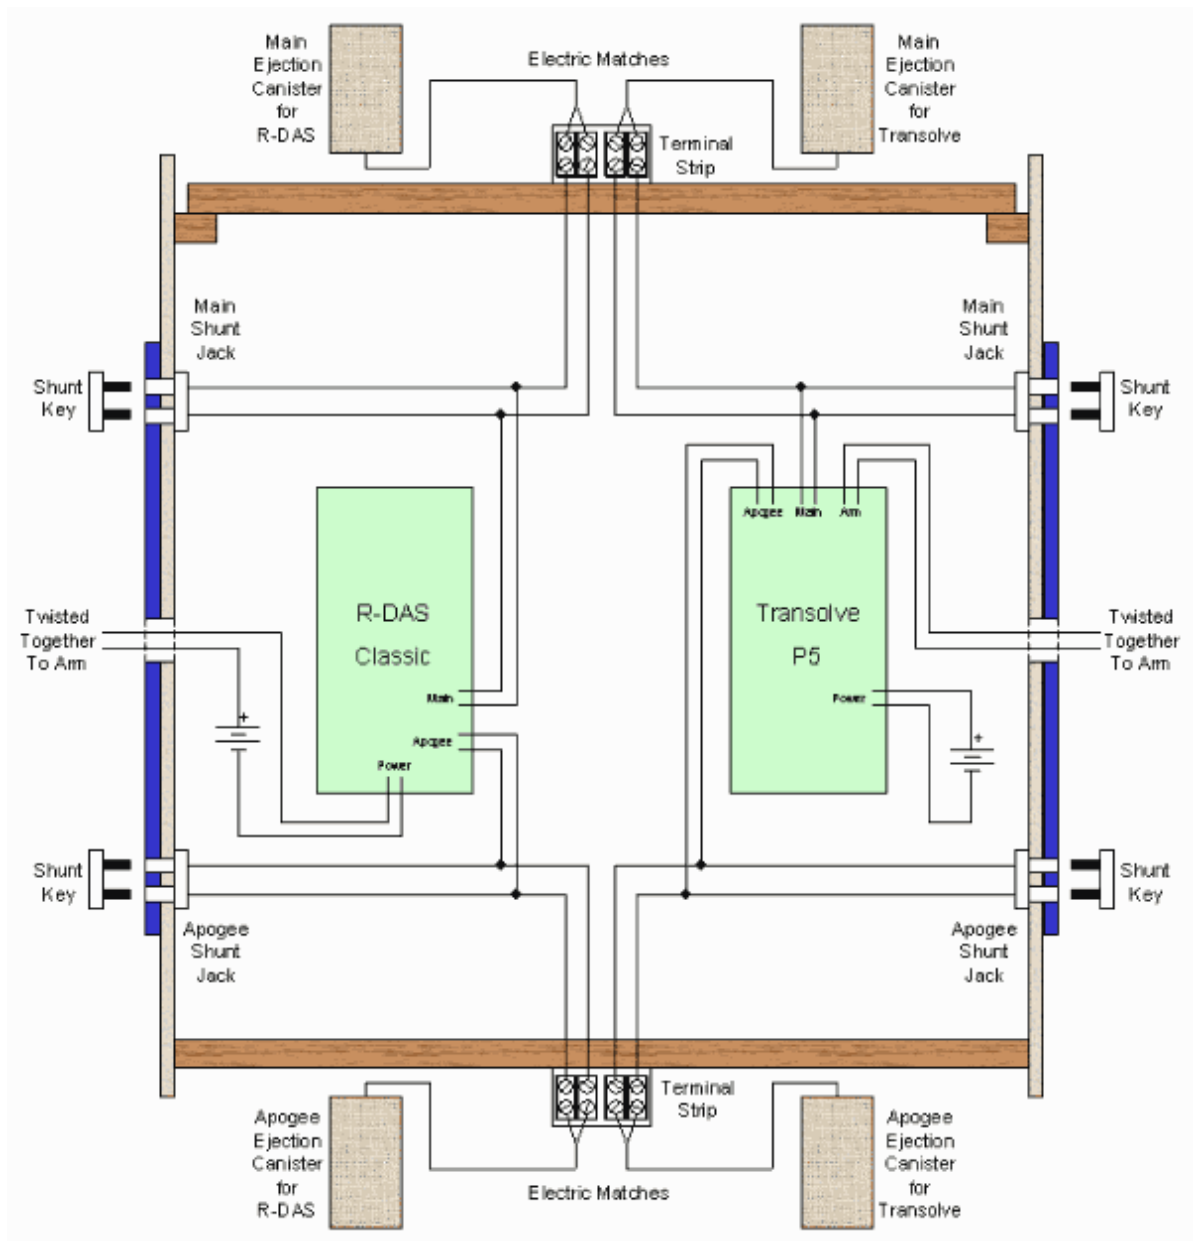 Main
Ejection
Canister
for
R-DAS
Electric Matches
Main
Ejection
Canister
for
Transolve
Terminal
Strip
Main
Shunt
Jack
Main
Shunt
Jack
Shunt
Key
Shunt
Key
Apogee Main Arm
R-DAS
Classic
Transolve
P5
Twisted
Together
To Arm
Twisted
Together
To Arm
Main
Apogee
Power
Power
+
+
Shunt
Key
Shunt
Key
Apogee
Shunt
Jack
Apogee
Shunt
Jack
Terminal
Strip
Apogee
Ejection
Canister
for
R-DAS
Electric Matches
Apogee
Ejection
Canister
for
Transolve